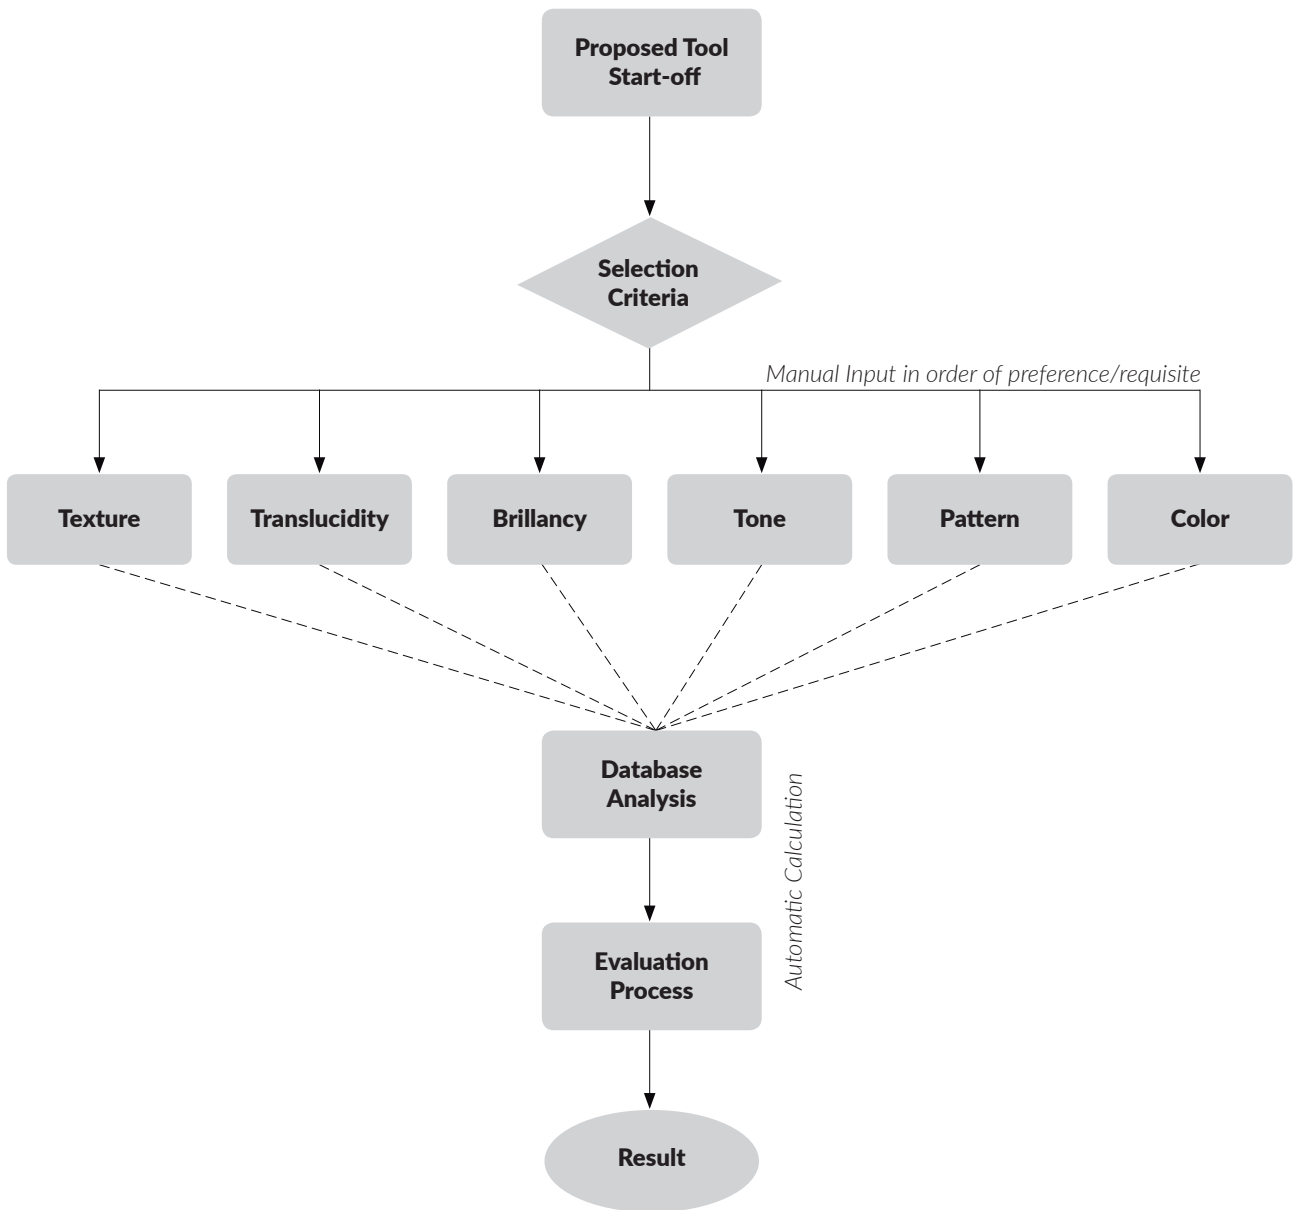 Proposed Tool
Start-off
Selection
Criteria
Manual Input in order of preference/requisite
Texture
Translucidity
Brillancy
Tone
Pattern
Color
Database
Analysis
Automatic Calculation
Evaluation
Process
Result